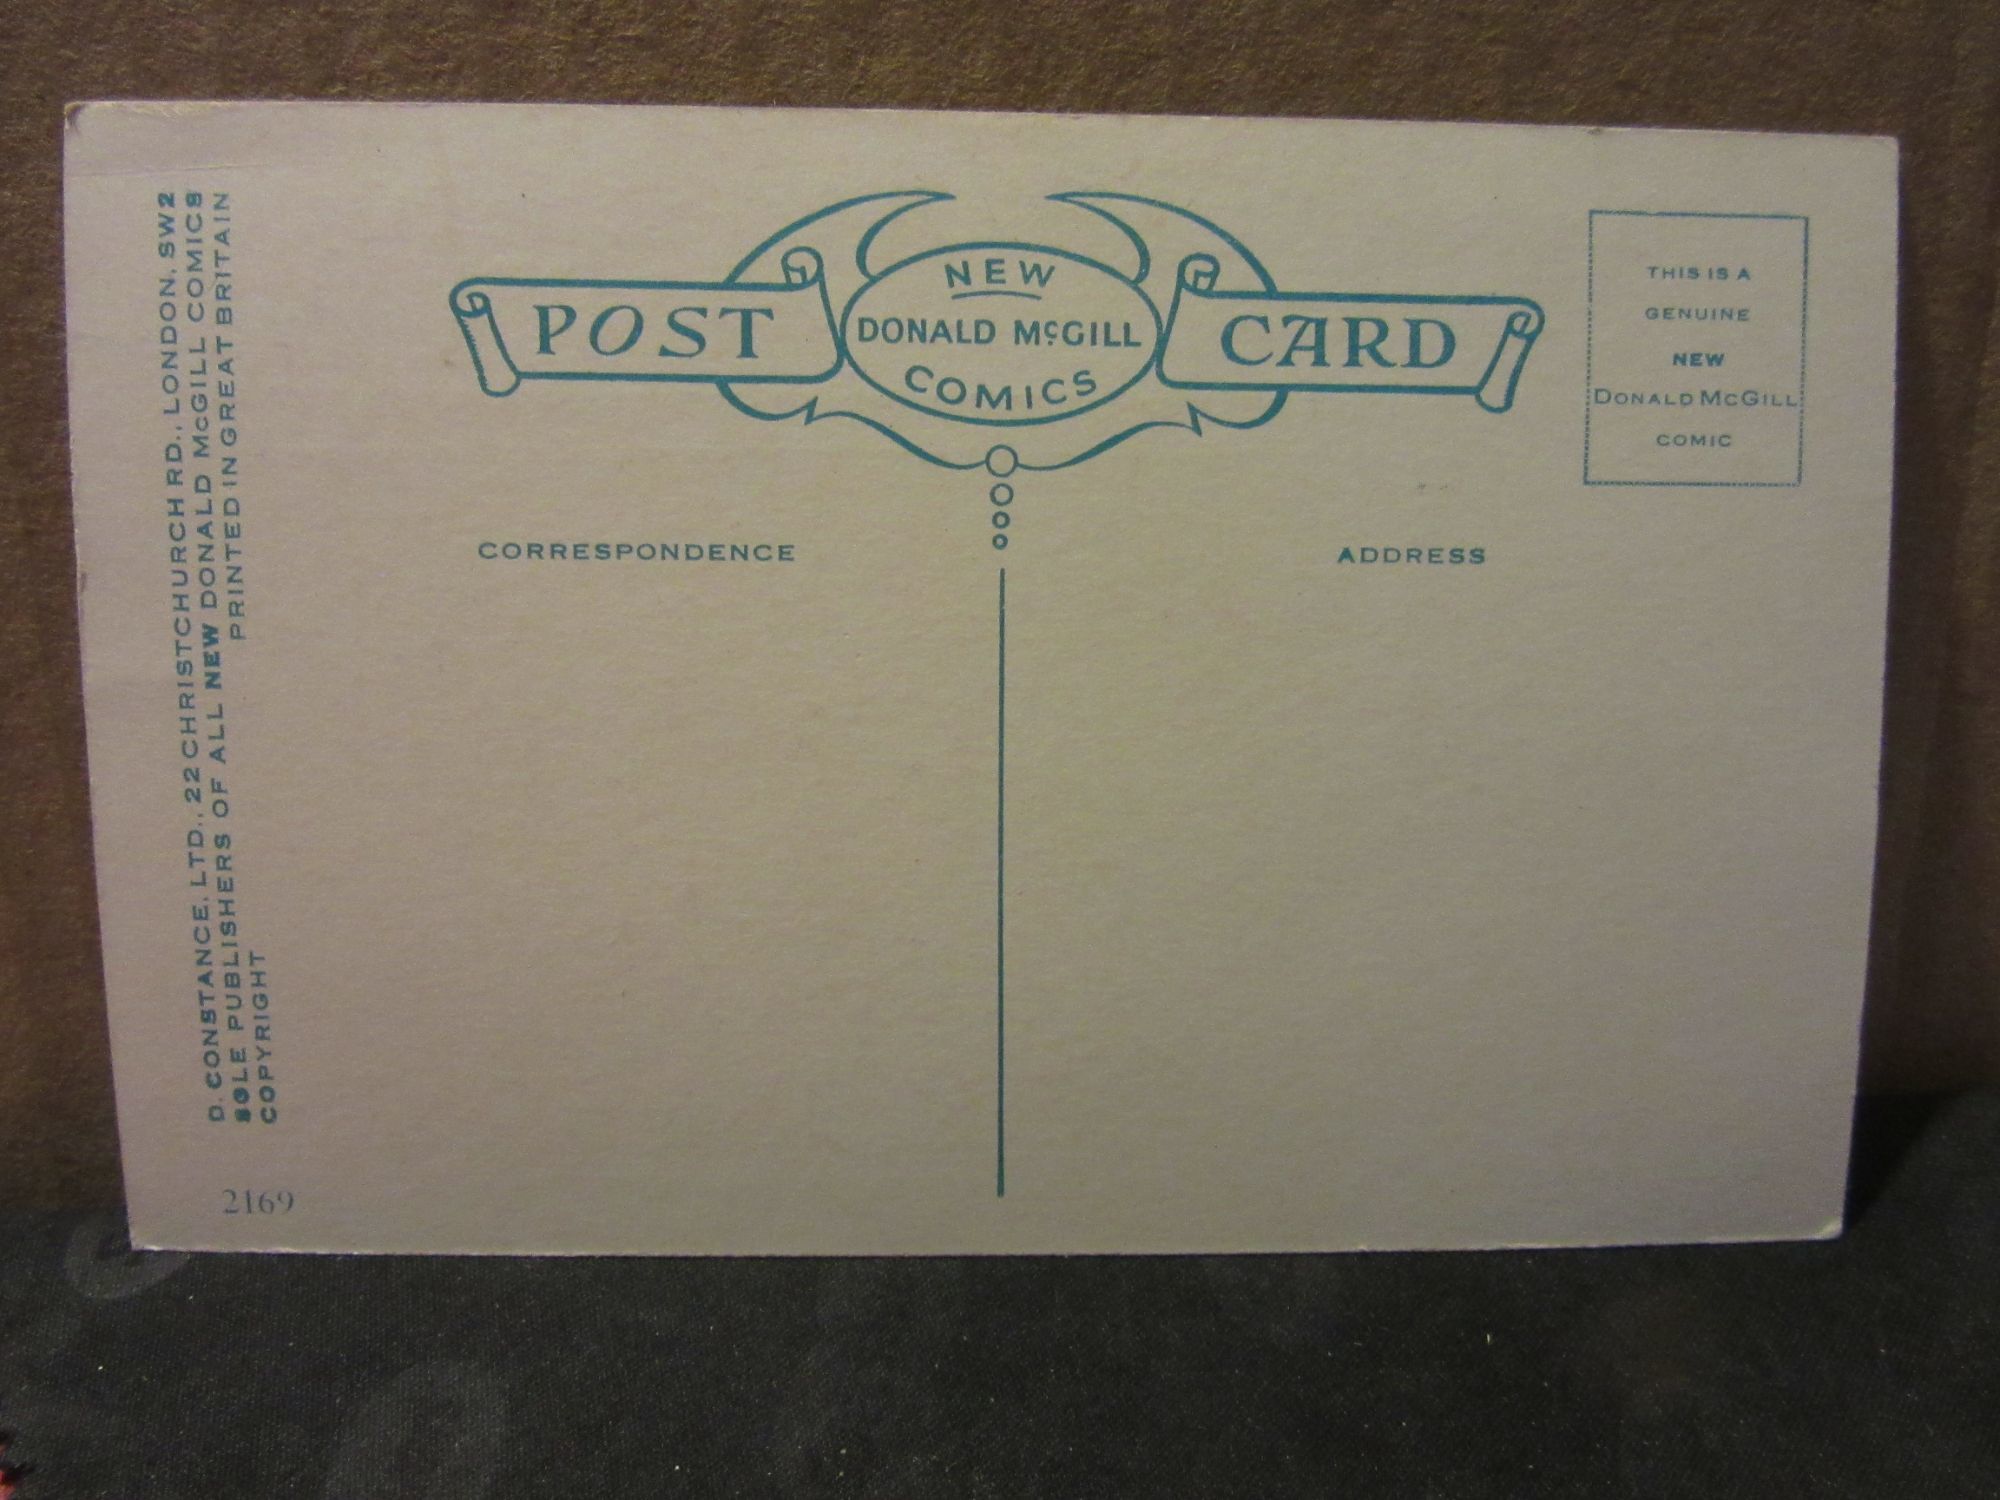 POST CARD
NEW
DONALD McGILL
COMICS
THIS IS A
GENUINE
NEW
DONALD McGILL
COMIC
CORRESPONDENCE
ADDRESS
D. CONSTANCE, LTD., 22 CHRISTCHURCH RD., LONDON, SW2
SOLE PUBLISHERS OF ALL NEW DONALD McGILL COMICS
COPYRIGHT PRINTED IN GREAT BRITAIN
2169